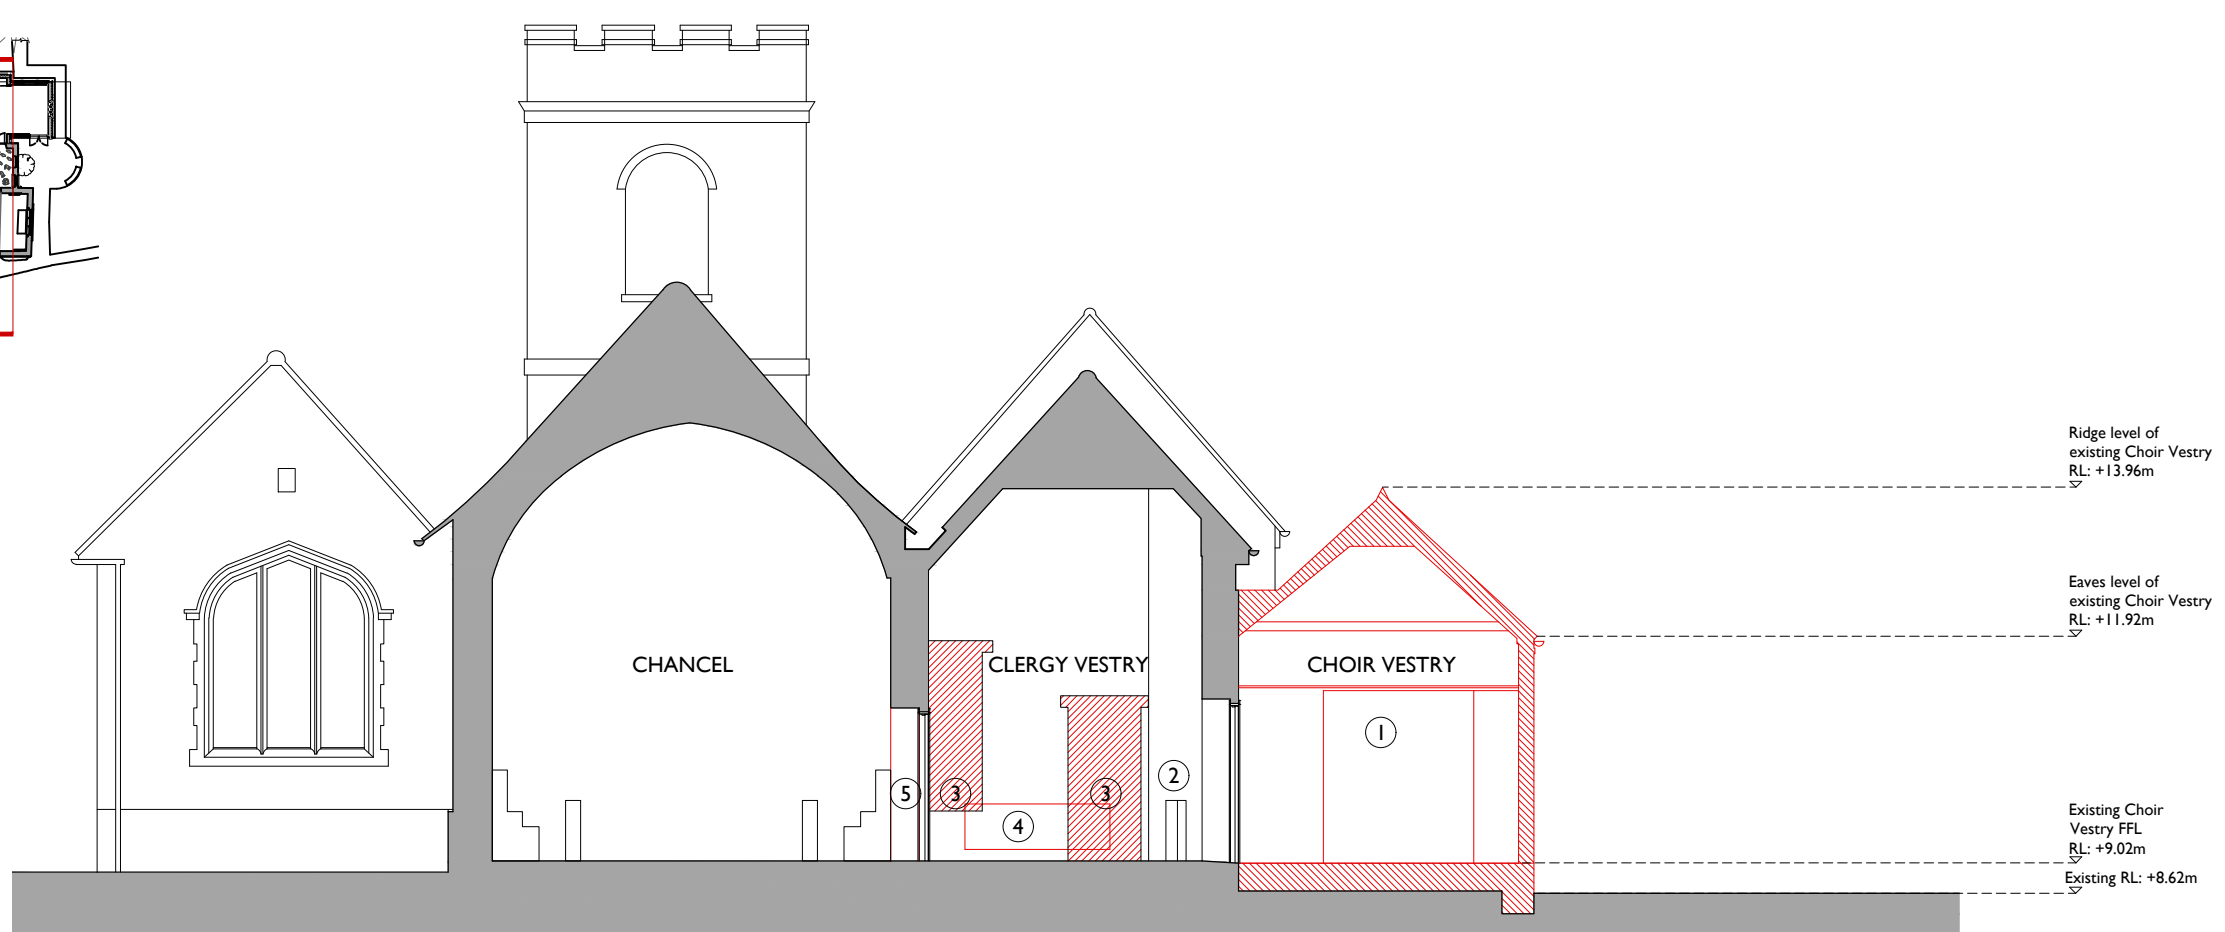 Ridge level of
existing Choir Vestry
RL: +13.96m
Eaves level of
existing Choir Vestry
RL: +11.92m
CHANCEL
CLERGY VESTRY
CHOIR VESTRY
1
2
5
3
3
4
Existing Choir
Vestry FFL
RL: +9.02m
Existing RL: +8.62m